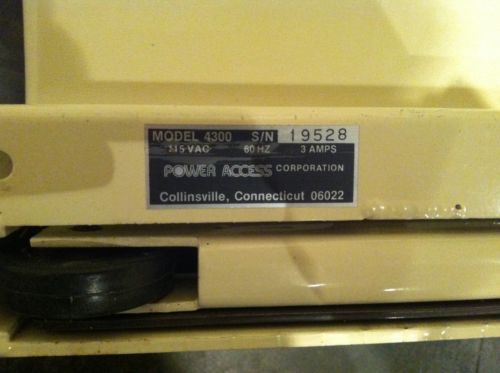 MODEL 4300 S/N 19528
115 VAC 60 HZ 3 AMPS
POWER ACCESS CORPORATION
Collinsville, Connecticut 06022